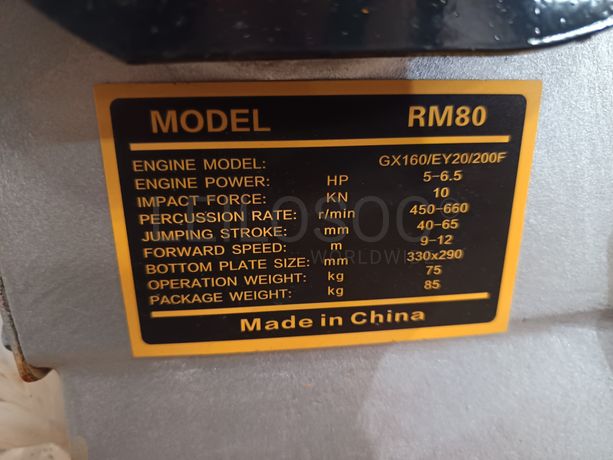 MODEL RM80
ENGINE MODEL: GX160/EY20/200F
ENGINE POWER: HP 5-6.5
IMPACT FORCE: KN 10
PERCUSSION RATE: r/min 450-660
JUMPING STROKE: mm 40-65
FORWARD SPEED: m 9-12
BOTTOM PLATE SIZE: mm 330x290
OPERATION WEIGHT: kg 75
PACKAGE WEIGHT: kg 85
WORLDWIDE
Made in China